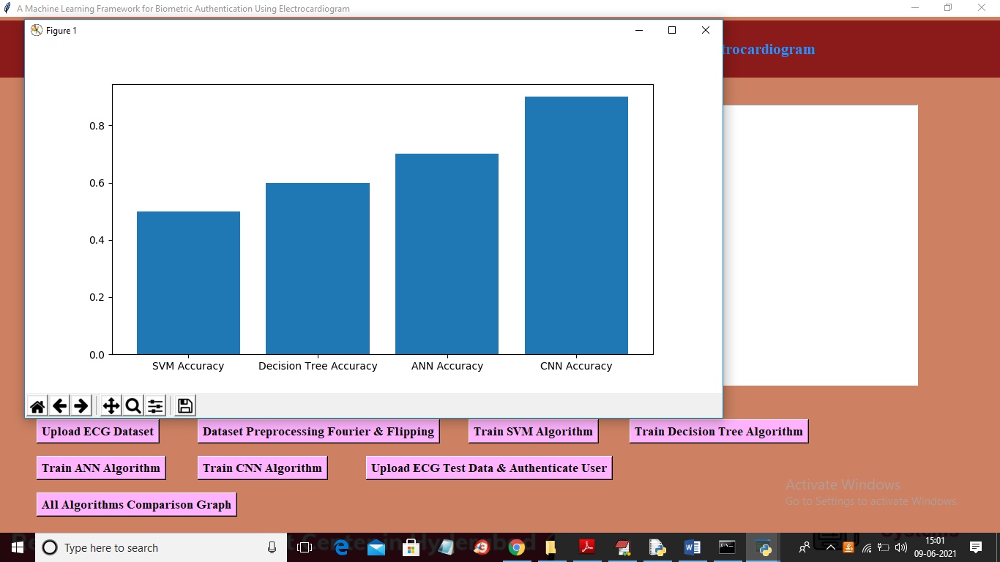 A Machine Learning Framework for Biometric Authentication Using Electrocardiogram
Figure 1
trocardiogram
0.8
0.6
0.4
0.2
0.0
SVM Accuracy Decision Tree Accuracy ANN Accuracy CNN Accuracy
Upload ECG Dataset Dataset Preprocessing Fourier & Flipping Train SVM Algorithm Train Decision Tree Algorithm
Train ANN Algorithm Train CNN Algorithm Upload ECG Test Data & Authenticate User
All Algorithms Comparison Graph
Activate Windows
Go to Settings to activate Windows.
Type here to search
15:01
09-06-2021